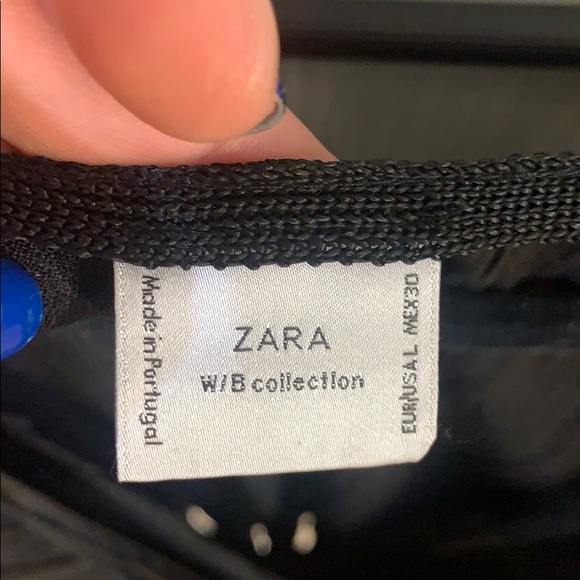 Made in Portugal
ZARA
W/B collection
EUR/USA L MEX 30